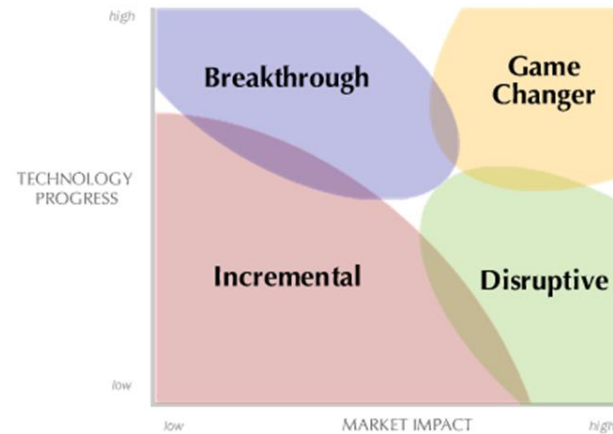 high
Breakthrough
Game
Changer
TECHNOLOGY
PROGRESS
Incremental
Disruptive
low
low
MARKET IMPACT
high